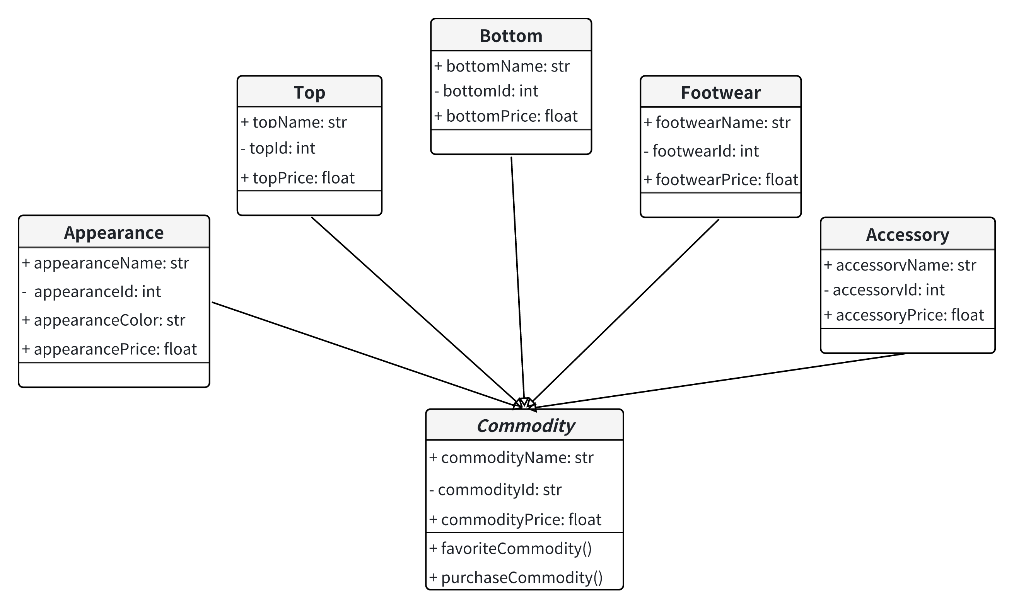 Bottom
+ bottomName: str
- bottomId: int
+ bottomPrice: float
Top
+ topName: str
- topId: int
+ topPrice: float
Footwear
+ footwearName: str
- footwearId: int
+ footwearPrice: float
Appearance
+ appearanceName: str
- appearanceId: int
+ appearanceColor: str
+ appearancePrice: float
Accessory
+ accessoryName: str
- accessoryId: int
+ accessoryPrice: float
Commodity
+ commodityName: str
- commodityId: str
+ commodityPrice: float
+ favoriteCommodity()
+ purchaseCommodity()